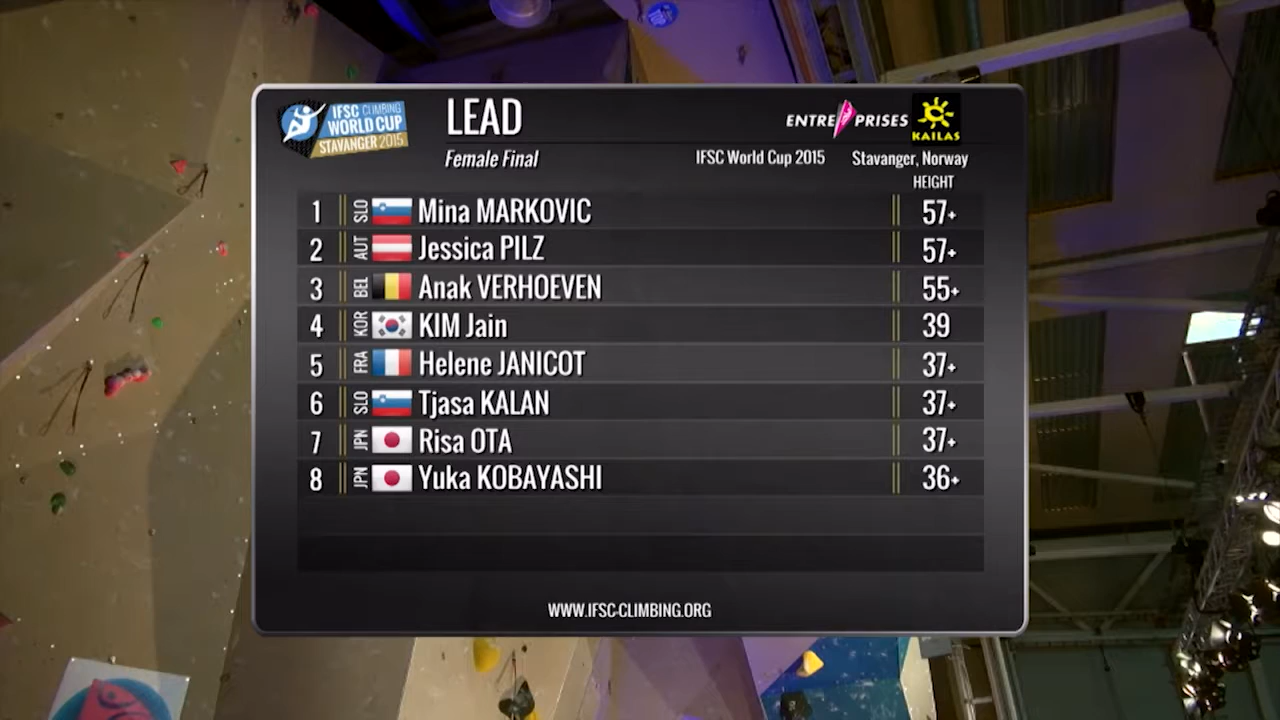 IFSC CLIMBING
WORLD CUP
STAVANGER 2015
LEAD
Female Final
ENTRE PRISES
KAILAS
IFSC World Cup 2015
Stavanger, Norway
HEIGHT
1 SLO Mina MARKOVIC 57+
2 AUT Jessica PILZ 57+
3 BEL Anak VERHOEVEN 55+
4 KOR KIM Jain 39
5 FRA Helene JANICOT 37+
6 SLO Tjasa KALAN 37+
7 JPN Risa OTA 37+
8 JPN Yuka KOBAYASHI 36+
WWW.IFSC-CLIMBING.ORG